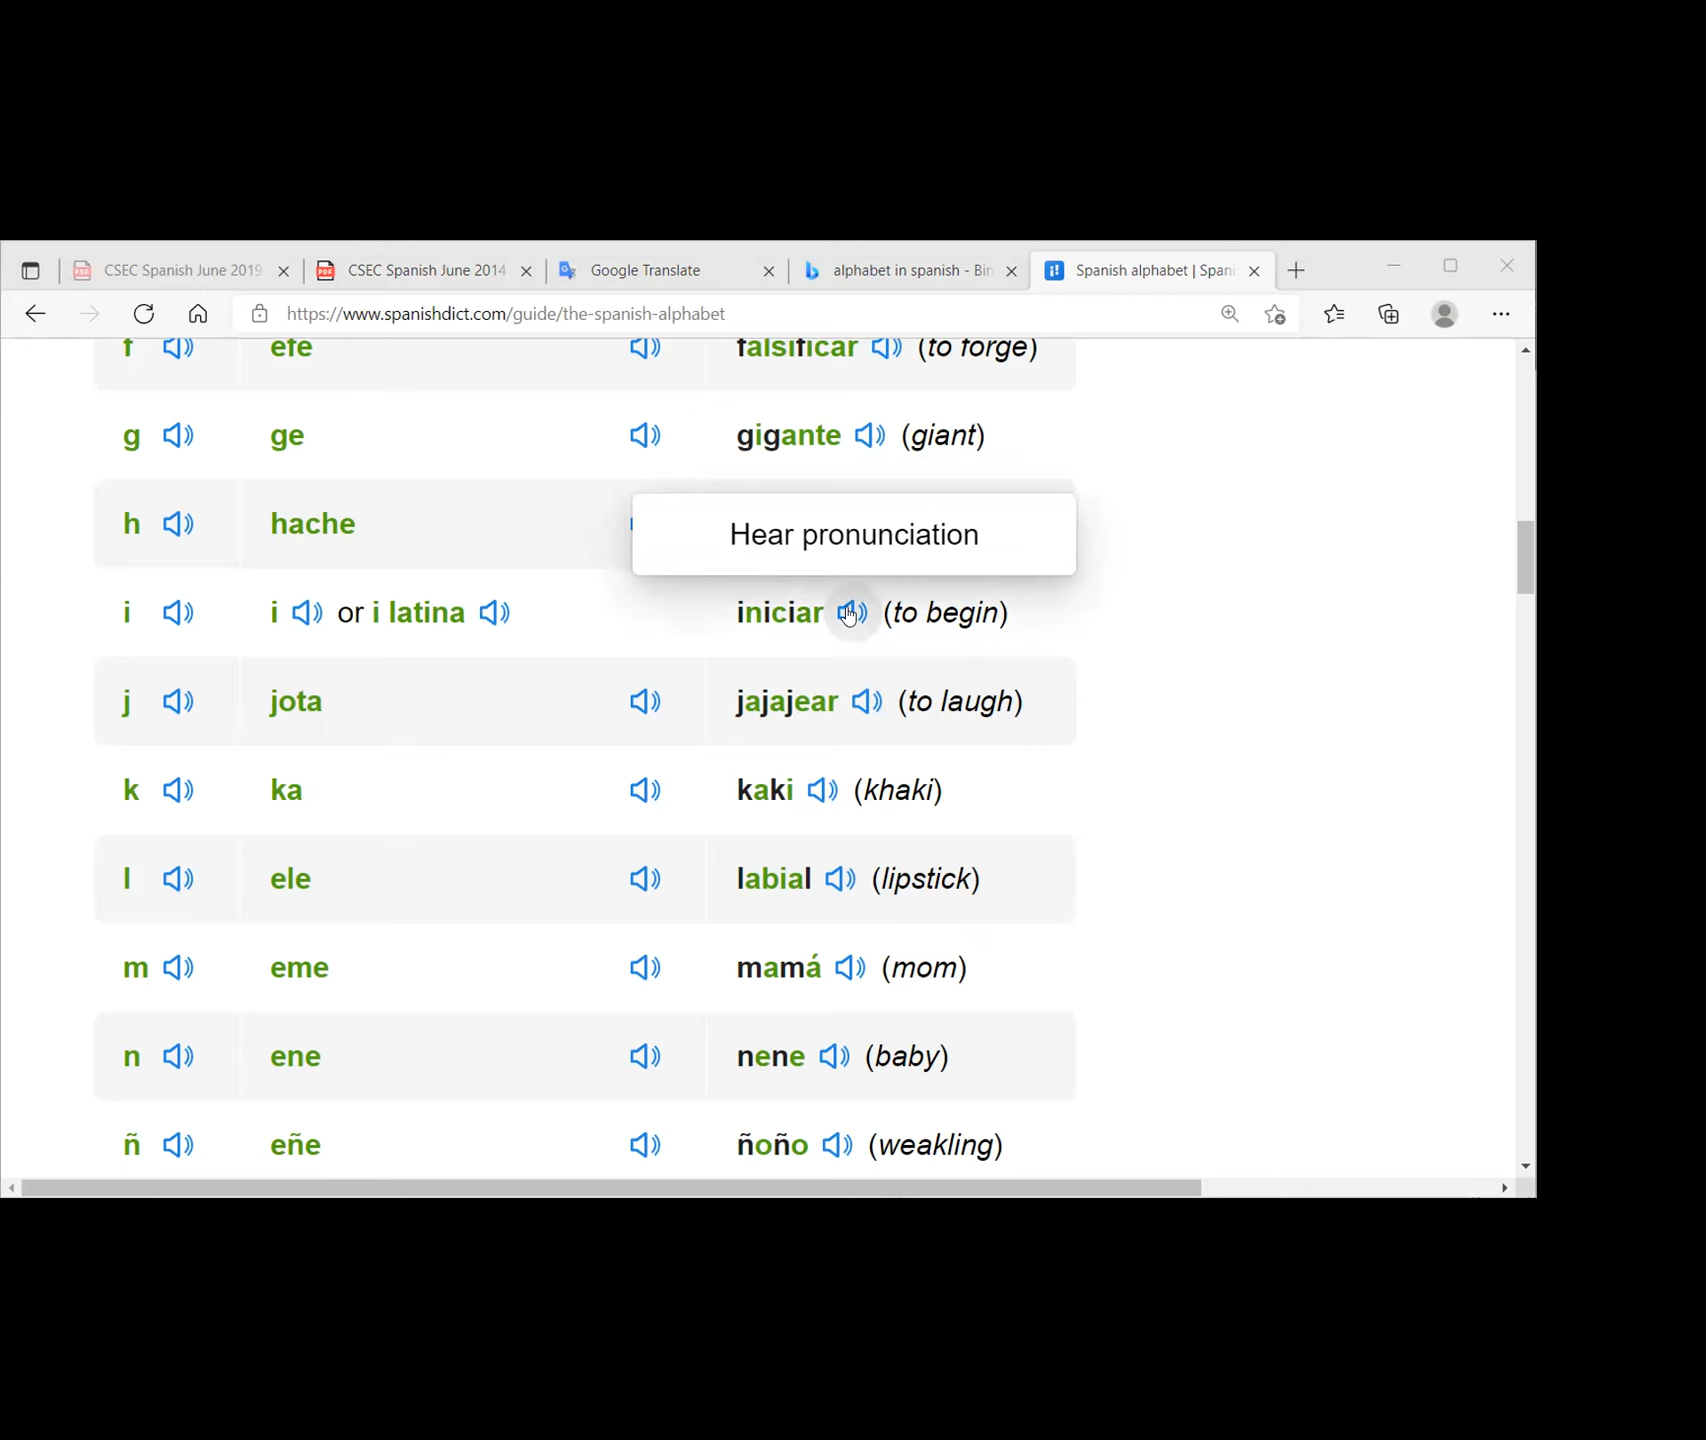 CSEC Spanish June 2019
CSEC Spanish June 2014
Google Translate
alphabet in spanish - Bin
Spanish alphabet | Spani
https://www.spanishdict.com/guide/the-spanish-alphabet
f efe falsificar (to forge)
g ge gigante (giant)
h hache
Hear pronunciation
i i or i latina iniciar (to begin)
j jota jajajear (to laugh)
k ka kaki (khaki)
l ele labial (lipstick)
m eme mamá (mom)
n ene nene (baby)
ñ eñe ñoño (weakling)